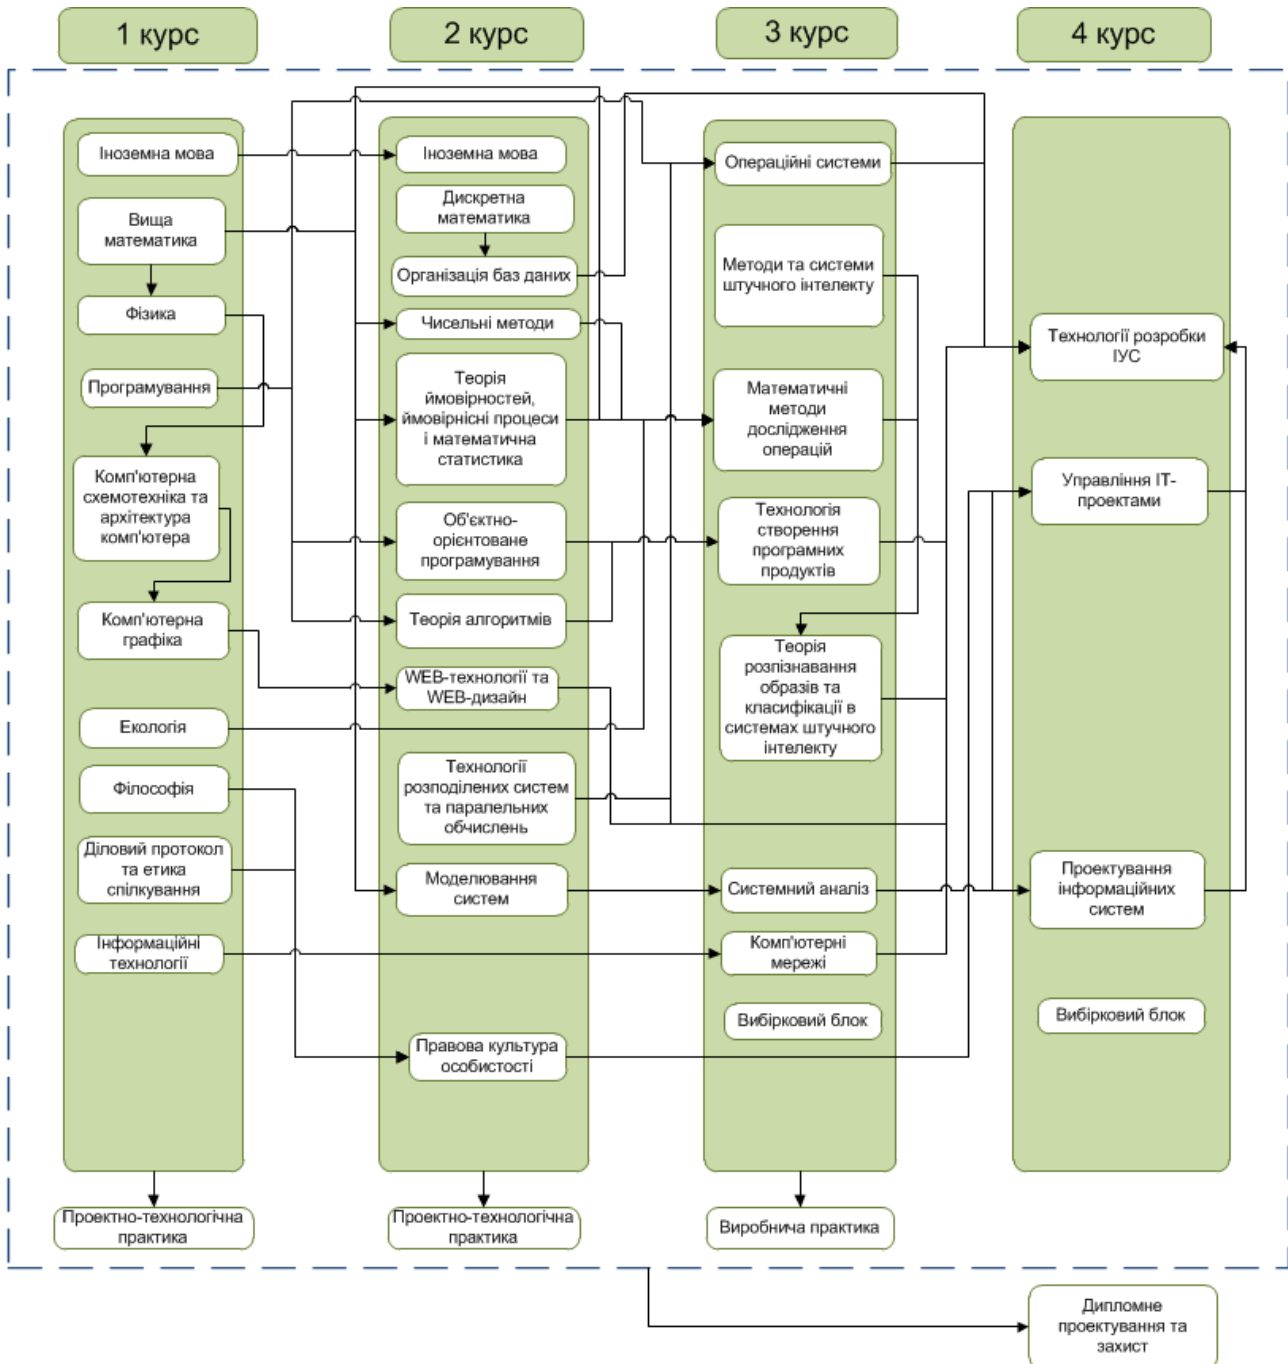 1 курс
2 курс
3 курс
4 курс
Іноземна мова
Вища
математика
Фізика
Програмування
Комп'ютерна
схемотехніка та
архітектура
комп'ютера
Комп'ютерна
графіка
Екологія
Філософія
Діловий протокол
та етика
спілкування
Інформаційні
технології
Іноземна мова
Дискретна
математика
Організація баз даних
Чисельні методи
Теорія
ймовірностей,
ймовірнісні процеси
і математична
статистика
Об'єктно-
орієнтоване
програмування
Теорія алгоритмів
WEB-технології та
WEB-дизайн
Технології
розподілених систем
та паралельних
обчислень
Моделювання
систем
Правова культура
особистості
Операційні системи
Методи та системи
штучного інтелекту
Математичні
методи
дослідження
операцій
Технологія
створення
програмних
продуктів
Теорія
розпізнавання
образів та
класифікації в
системах штучного
інтелекту
Системний аналіз
Комп'ютерні
мережі
Вибірковий блок
Технології розробки
ІУС
Управління ІТ-
проектами
Проектування
інформаційних
систем
Вибірковий блок
Проектно-технологічна
практика
Проектно-технологічна
практика
Виробнича практика
Дипломне
проектування та
захист